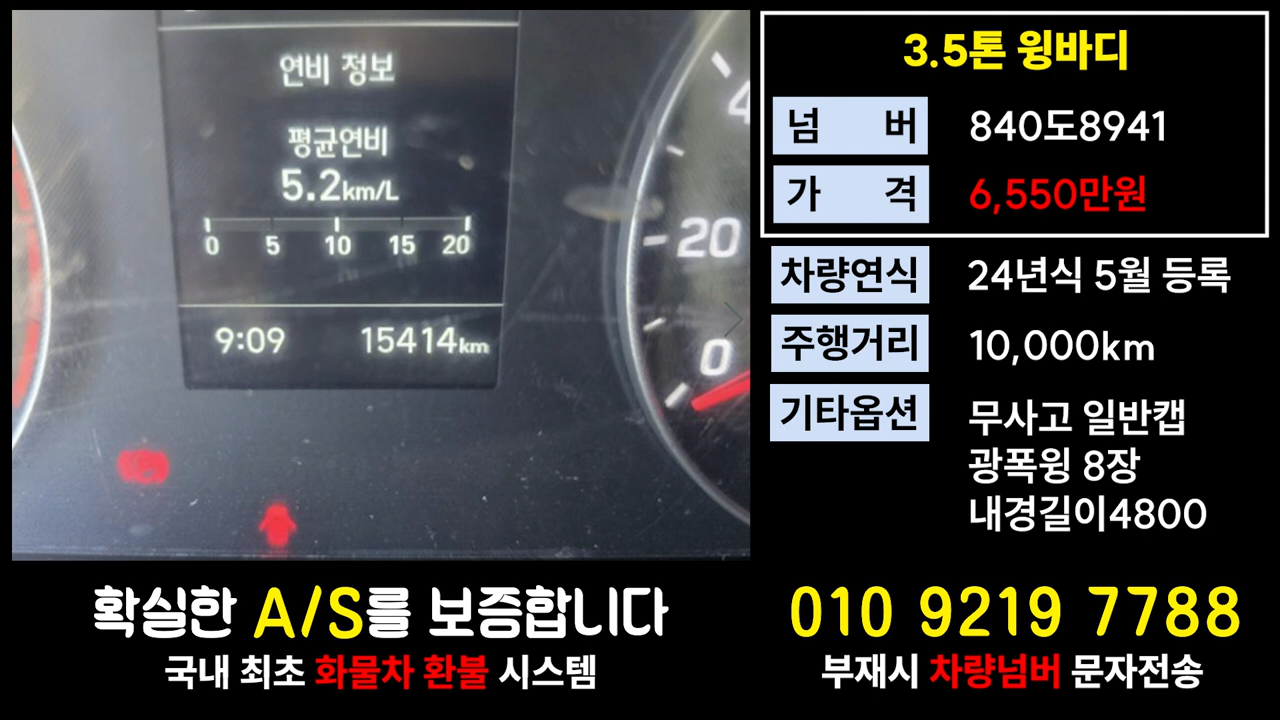 연비 정보
평균연비
5.2km/L
0 5 10 15 20
9:09 15414km
4
20
0
3.5톤 윙바디
넘 버 840도8941
가 격 6,550만원
차량연식 24년식 5월 등록
주행거리 10,000km
기타옵션 무사고 일반캡
광폭윙 8장
내경길이4800
확실한 A/S를 보증합니다
국내 최초 화물차 환불 시스템
010 9219 7788
부재시 차량넘버 문자전송